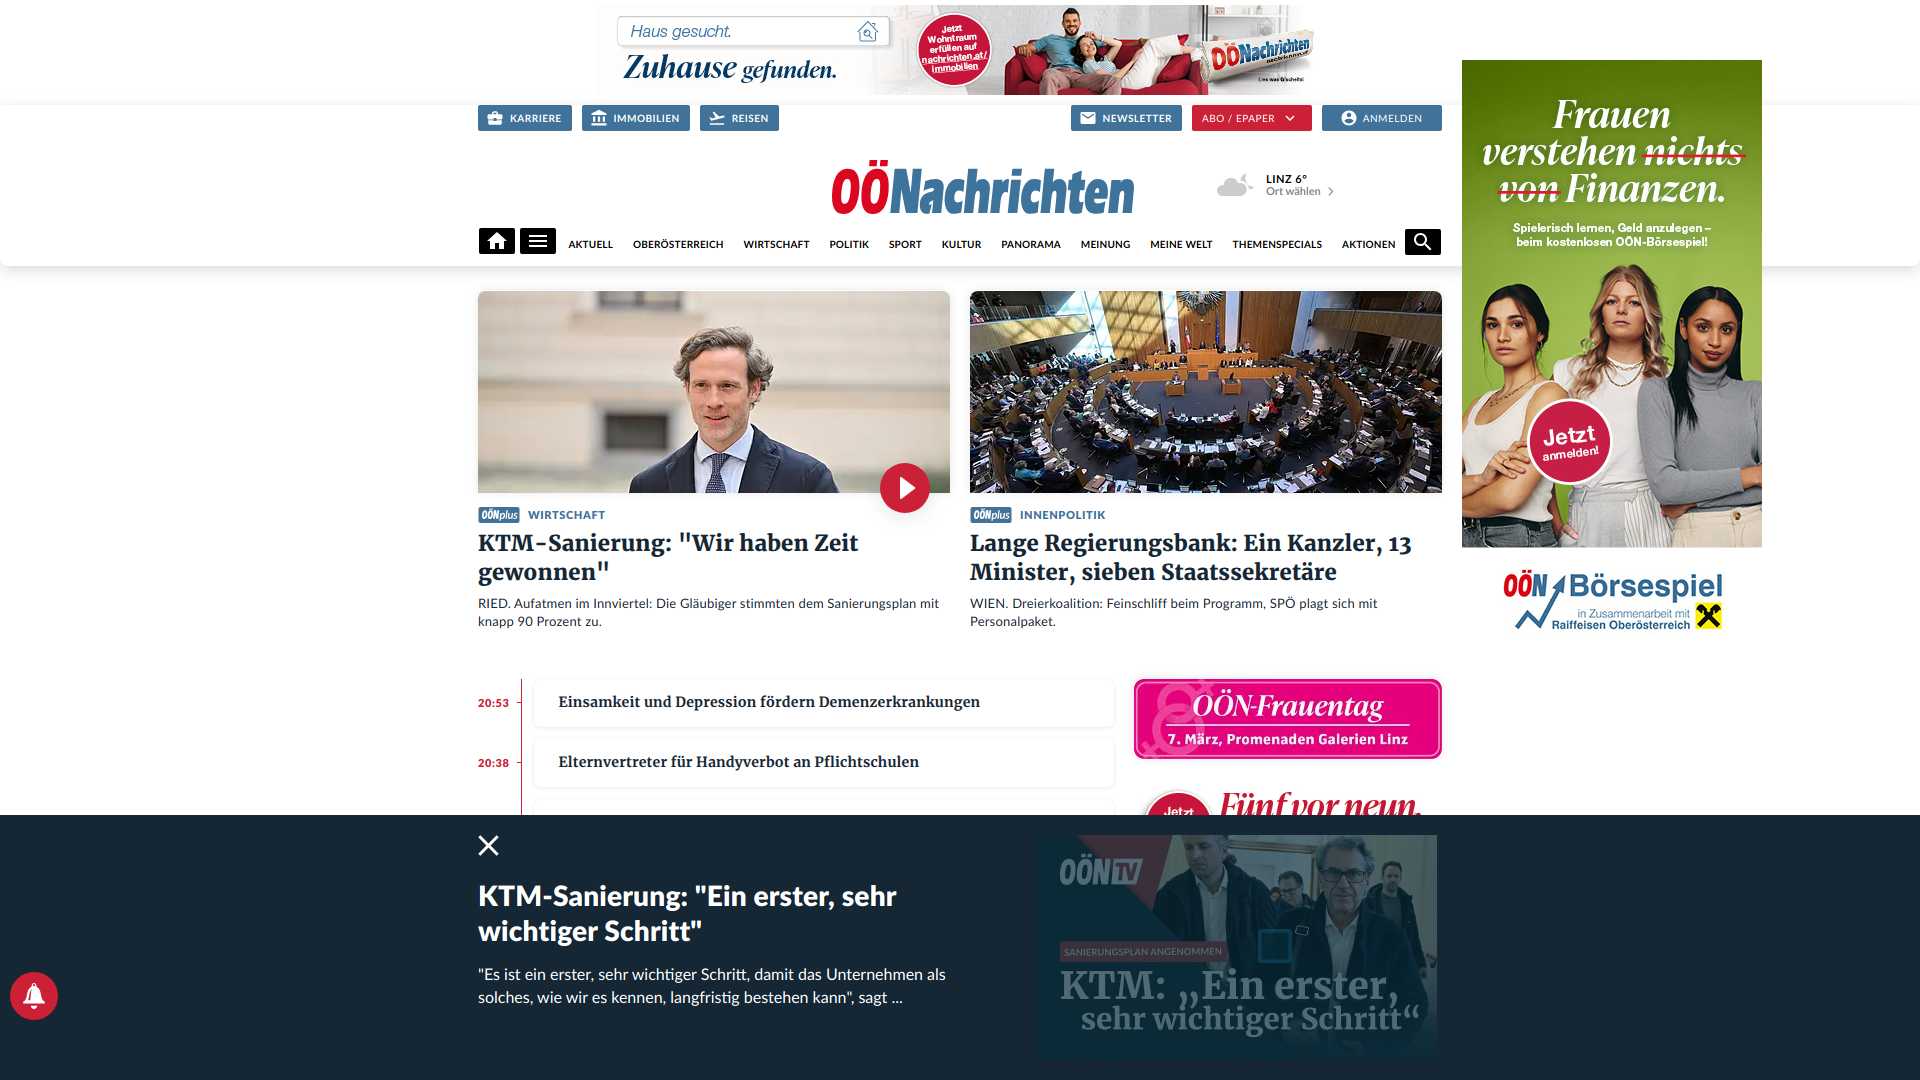 Haus gesucht.
Zuhause gefunden.
Jetzt
Wohntraum
erfüllen auf
nachrichten.at/
immobilien
OÖNachrichten
Lies was G'scheits!
KARRIERE
IMMOBILIEN
REISEN
NEWSLETTER
ABO / EPAPER
ANMELDEN
OÖNachrichten
LINZ 6°
Ort wählen
AKTUELL
OBERÖSTERREICH
WIRTSCHAFT
POLITIK
SPORT
KULTUR
PANORAMA
MEINUNG
MEINE WELT
THEMENSPECIALS
AKTIONEN
Frauen
verstehen nichts
von Finanzen.
Spielerisch lernen, Geld anzulegen –
beim kostenlosen OÖN-Börsespiel!
Jetzt
anmelden!
OÖN Börsespiel
in Zusammenarbeit mit
Raiffeisen Oberösterreich
OÖNplus WIRTSCHAFT
KTM-Sanierung: "Wir haben Zeit
gewonnen"
RIED. Aufatmen im Innviertel: Die Gläubiger stimmten dem Sanierungsplan mit
knapp 90 Prozent zu.
OÖNplus INNENPOLITIK
Lange Regierungsbank: Ein Kanzler, 13
Minister, sieben Staatssekretäre
WIEN. Dreierkoalition: Feinschliff beim Programm, SPÖ plagt sich mit
Personalpaket.
20:53 Einsamkeit und Depression fördern Demenzerkrankungen
20:38 Elternvertreter für Handyverbot an Pflichtschulen
OÖN-Frauentag
7. März, Promenaden Galerien Linz
Jetzt
Fünf vor neun.
KTM-Sanierung: "Ein erster, sehr
wichtiger Schritt"
"Es ist ein erster, sehr wichtiger Schritt, damit das Unternehmen als
solches, wie wir es kennen, langfristig bestehen kann", sagt ...
OÖN TV
SANIERUNGSPLAN ANGENOMMEN
KTM: „Ein erster,
sehr wichtiger Schritt“